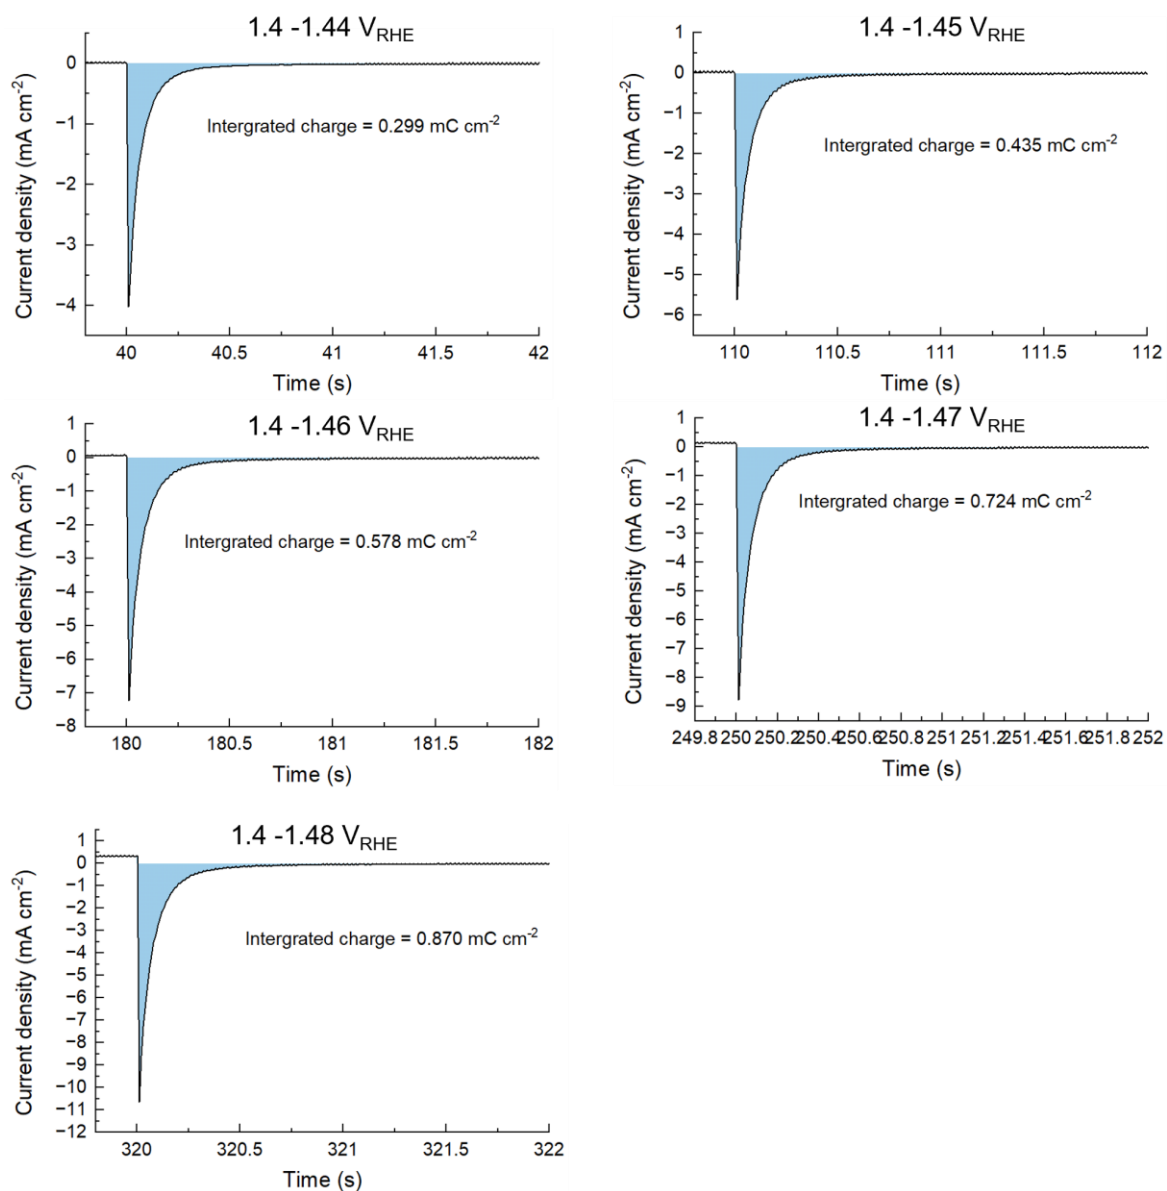 1.4 -1.44 V_RHE
Current density (mA cm⁻²)
0
−1
−2
−3
−4
Intergrated charge = 0.299 mC cm⁻²
40 40.5 41 41.5 42
Time (s)
1.4 -1.45 V_RHE
Current density (mA cm⁻²)
1
0
−1
−2
−3
−4
−5
−6
Intergrated charge = 0.435 mC cm⁻²
110 110.5 111 111.5 112
Time (s)
1.4 -1.46 V_RHE
Current density (mA cm⁻²)
1
0
−1
−2
−3
−4
−5
−6
−7
−8
Intergrated charge = 0.578 mC cm⁻²
180 180.5 181 181.5 182
Time (s)
1.4 -1.47 V_RHE
Current density (mA cm⁻²)
1
0
−1
−2
−3
−4
−5
−6
−7
−8
−9
Intergrated charge = 0.724 mC cm⁻²
249.8 250 250.2 250.4 250.6 250.8 251 251.2 251.4 251.6 251.8 252
Time (s)
1.4 -1.48 V_RHE
Current density (mA cm⁻²)
1
0
−1
−2
−3
−4
−5
−6
−7
−8
−9
−10
−11
−12
Intergrated charge = 0.870 mC cm⁻²
320 320.5 321 321.5 322
Time (s)